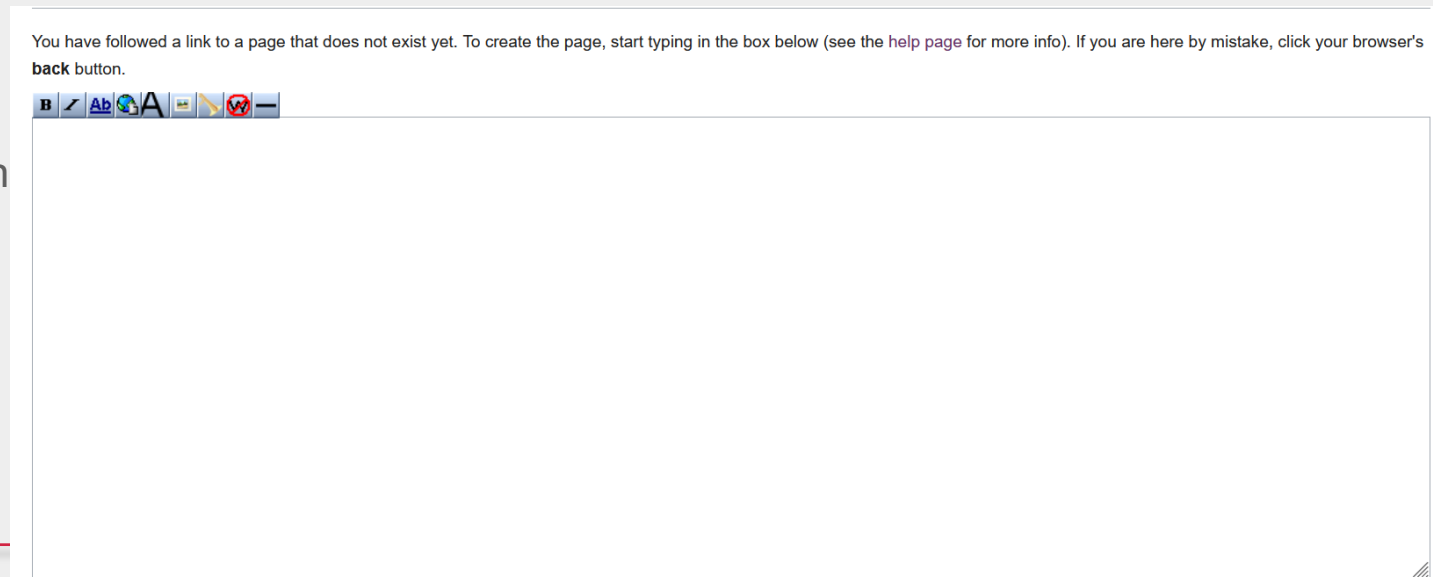 You have followed a link to a page that does not exist yet. To create the page, start typing in the box below (see the help page for more info). If you are here by mistake, click your browser's
back button.
B I Ab A W